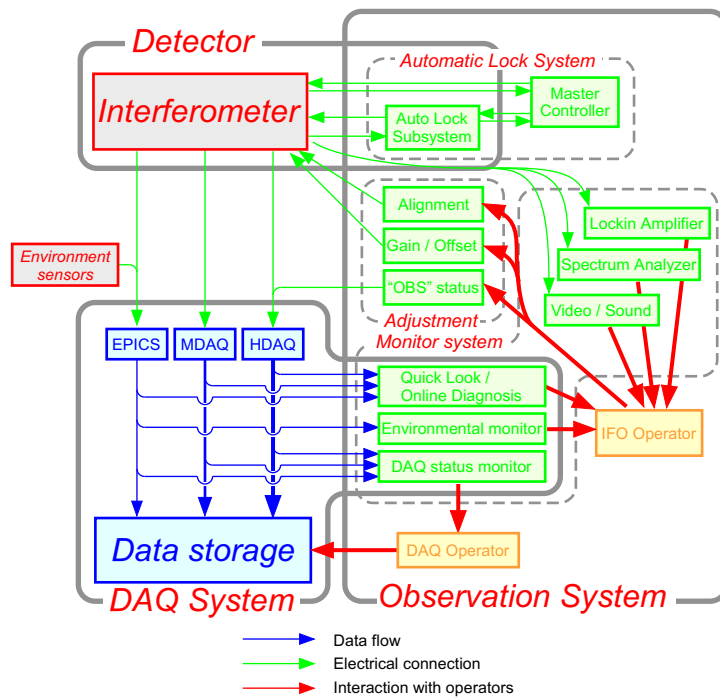 Detector
Automatic Lock System
Interferometer
Master
Controller
Auto Lock
Subsystem
Alignment
Lockin Amplifier
Gain / Offset
Environment
sensors
Spectrum Analyzer
"OBS" status
Video / Sound
Adjustment
Monitor system
EPICS
MDAQ
HDAQ
Quick Look /
Online Diagnosis
Environmental monitor
IFO Operator
DAQ status monitor
Data storage
DAQ Operator
DAQ System
Observation System
Data flow
Electrical connection
Interaction with operators